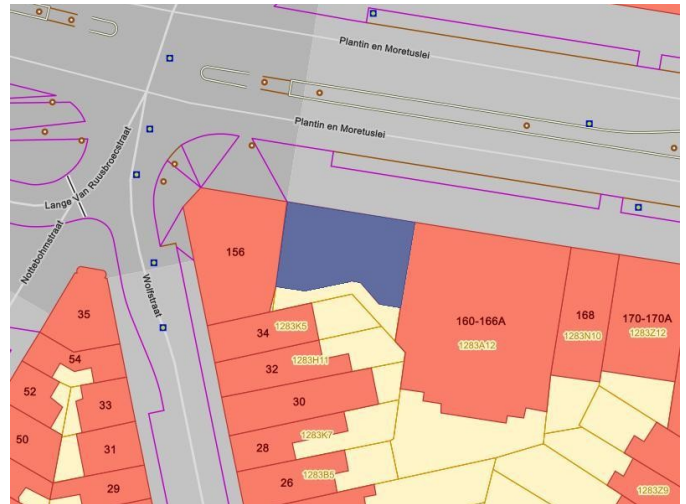 Plantin en Moretuslei
Plantin en Moretuslei
Lange Van Ruusbroecstraat
Nottebohmstraat
Wolfstraat
156
160-166A
1283A12
168
1283N10
170-170A
1283Z12
35
34
1283K5
54
32
1283H11
52
33
30
50
31
28
1283K7
29
26
1283B5
1283Z9